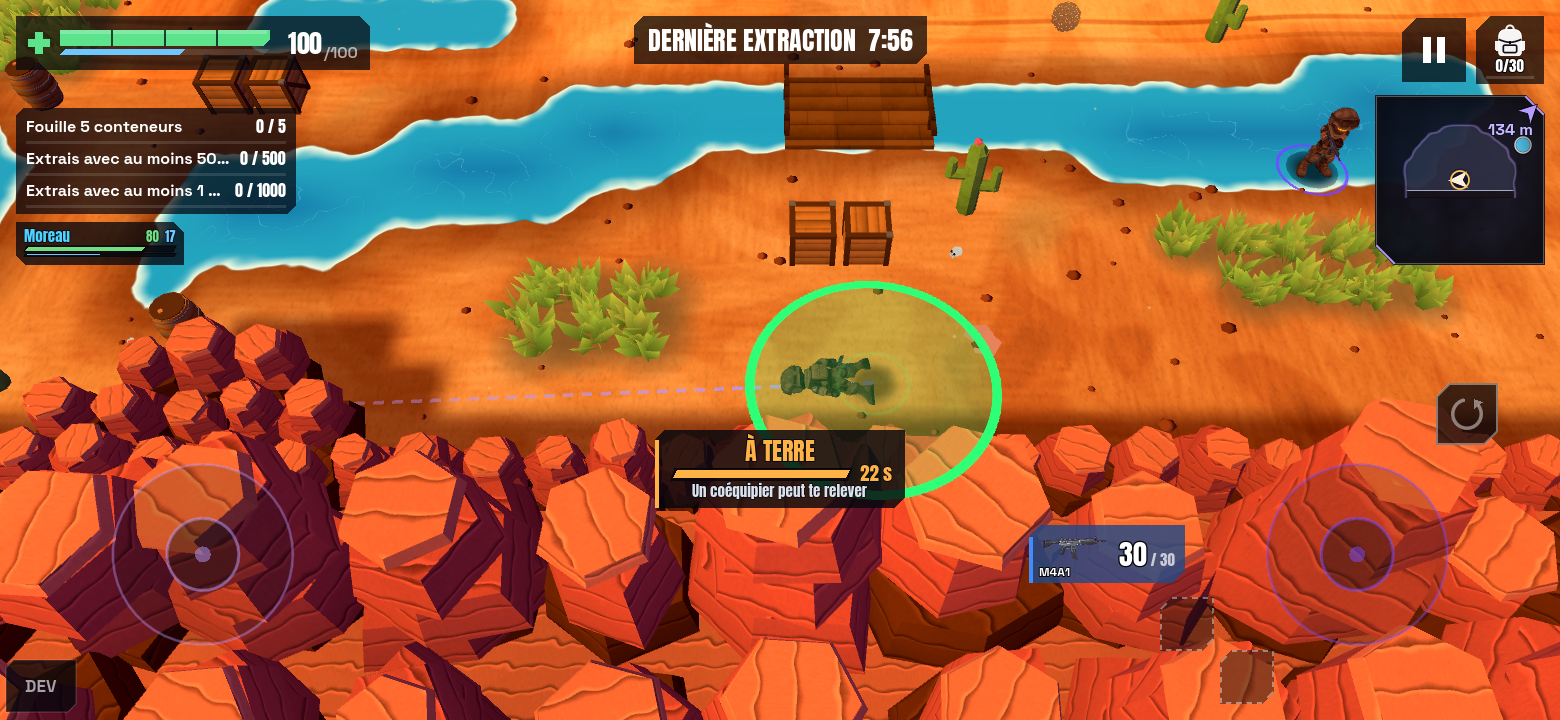 100/100
DERNIÈRE EXTRACTION 7:56
0/30
Fouille 5 conteneurs 0 / 5
Extrais avec au moins 50... 0 / 500
Extrais avec au moins 1 ... 0 / 1000
134 m
Moreau 80 17
À TERRE
22 s
Un coéquipier peut te relever
30 / 30
M4A1
DEV